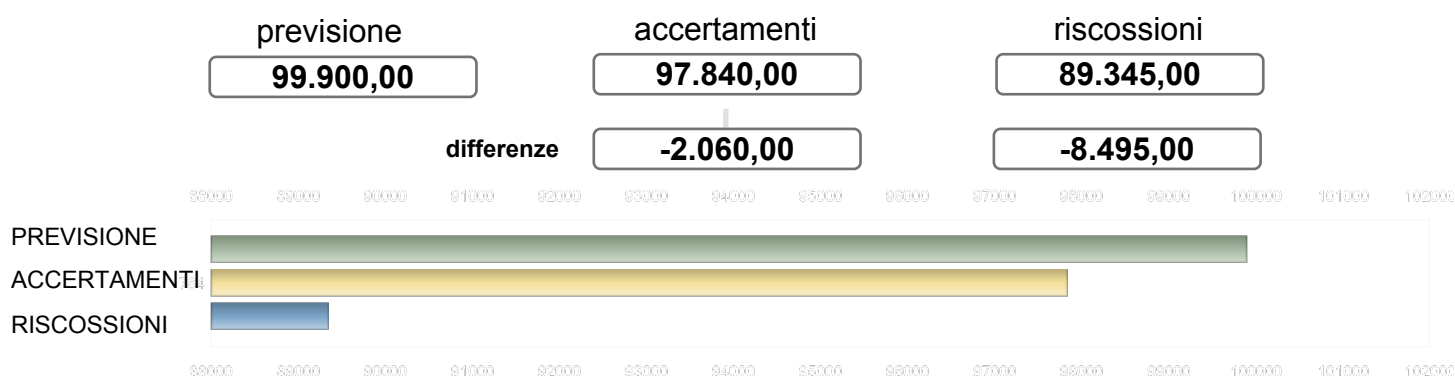 previsione accertamenti riscossioni
99.900,00 97.840,00 89.345,00
differenze -2.060,00 -8.495,00
88000 89000 90000 91000 92000 93000 94000 95000 96000 97000 98000 99000 100000 101000 102000
PREVISIONE
ACCERTAMENTI
RISCOSSIONI
88000 89000 90000 91000 92000 93000 94000 95000 96000 97000 98000 99000 100000 101000 102000